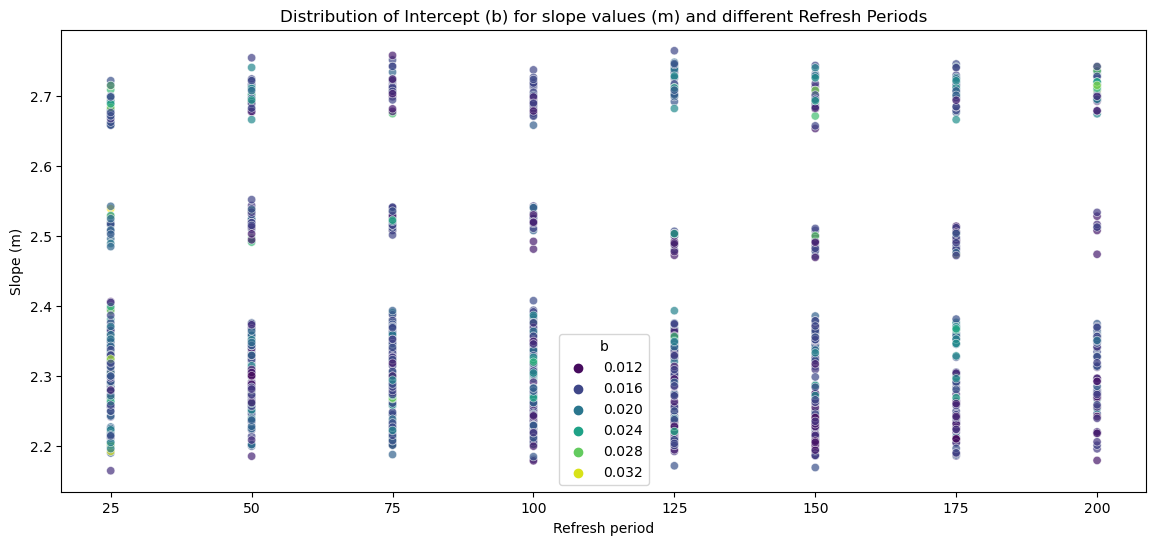 Distribution of Intercept (b) for slope values (m) and different Refresh Periods
Slope (m)
2.7
2.6
2.5
2.4
2.3
2.2
b
0.012
0.016
0.020
0.024
0.028
0.032
25 50 75 100 125 150 175 200
Refresh period